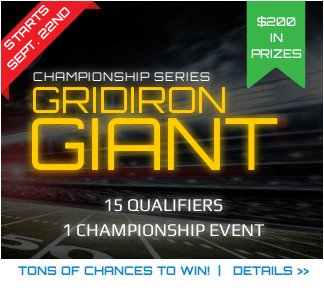 STARTS
SEPT. 22ND
$200
IN
PRIZES
CHAMPIONSHIP SERIES
GRIDIRON
GIANT
15 QUALIFIERS
1 CHAMPIONSHIP EVENT
TONS OF CHANCES TO WIN! | DETAILS >>